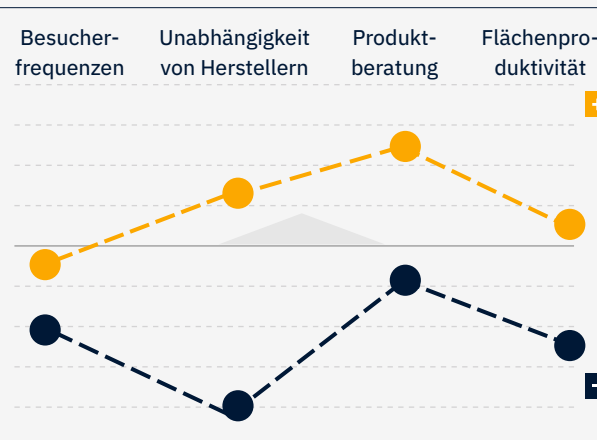 Besucher- Unabhängigkeit Produkt- Flächenpro-
frequenzen von Herstellern beratung duktivität